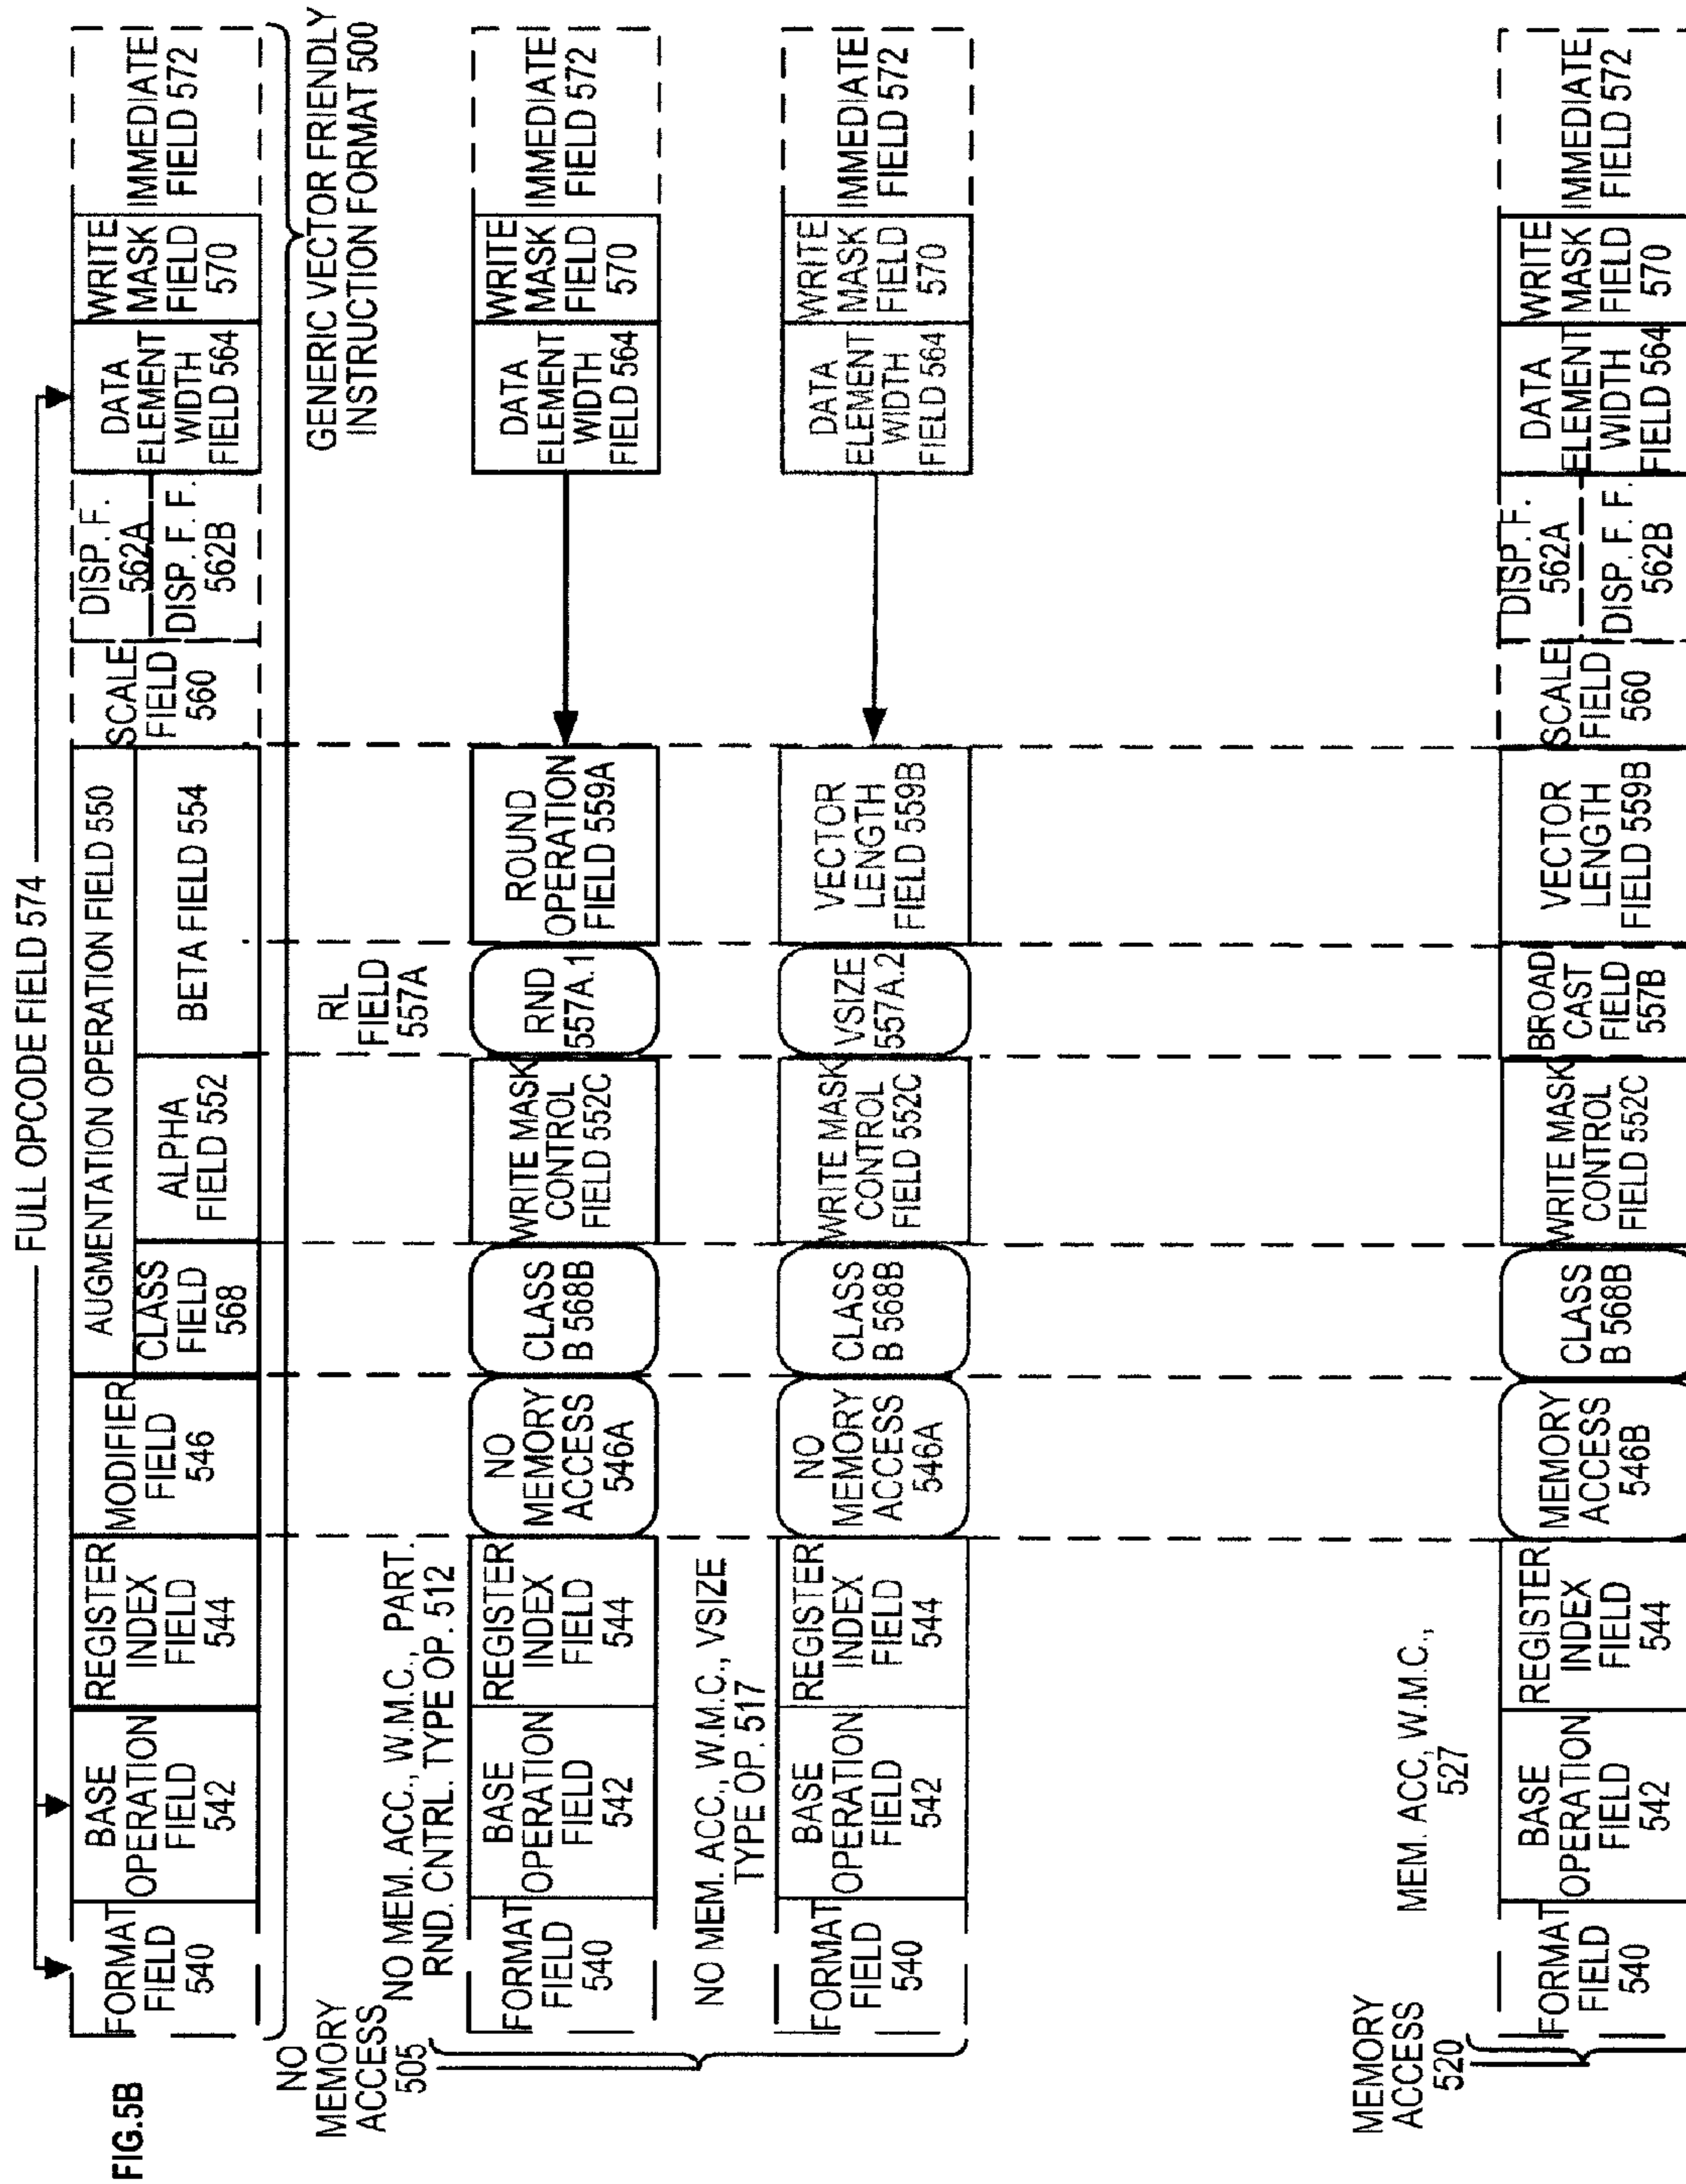 FIG.5B
FULL OPCODE FIELD 574
FORMAT
FIELD
540
BASE
OPERATION
FIELD
542
REGISTER
INDEX
FIELD
544
MODIFIER
FIELD
546
AUGMENTATION OPERATION FIELD 550
CLASS
FIELD
568
ALPHA
FIELD 552
BETA FIELD 554
SCALE
FIELD
560
DISP. F.
562A
DISP. F. F.
562B
DATA
ELEMENT
WIDTH
FIELD 564
WRITE
MASK
FIELD
570
IMMEDIATE
FIELD 572
GENERIC VECTOR FRIENDLY
INSTRUCTION FORMAT 500
NO
MEMORY
ACCESS
505
RL
FIELD
557A
NO MEM. ACC., W.M.C., PART.
RND. CNTRL. TYPE OP. 512
FORMAT
FIELD
540
BASE
OPERATION
FIELD
542
REGISTER
INDEX
FIELD
544
NO
MEMORY
ACCESS
546A
CLASS
B 568B
WRITE MASK
CONTROL
FIELD 552C
RND
557A.1
ROUND
OPERATION
FIELD 559A
DATA
ELEMENT
WIDTH
FIELD 564
WRITE
MASK
FIELD
570
IMMEDIATE
FIELD 572
NO MEM. ACC., W.M.C., VSIZE
TYPE OP. 517
FORMAT
FIELD
540
BASE
OPERATION
FIELD
542
REGISTER
INDEX
FIELD
544
NO
MEMORY
ACCESS
546A
CLASS
B 568B
WRITE MASK
CONTROL
FIELD 552C
VSIZE
557A.2
VECTOR
LENGTH
FIELD 559B
DATA
ELEMENT
WIDTH
FIELD 564
WRITE
MASK
FIELD
570
IMMEDIATE
FIELD 572
MEMORY
ACCESS
520
MEM. ACC, W.M.C.,
527
FORMAT
FIELD
540
BASE
OPERATION
FIELD
542
REGISTER
INDEX
FIELD
544
MEMORY
ACCESS
546B
CLASS
B 568B
WRITE MASK
CONTROL
FIELD 552C
BROAD
CAST
FIELD
557B
VECTOR
LENGTH
FIELD 559B
SCALE
FIELD
560
DISP. F.
562A
DISP. F. F.
562B
DATA
ELEMENT
WIDTH
FIELD 564
WRITE
MASK
FIELD
570
IMMEDIATE
FIELD 572